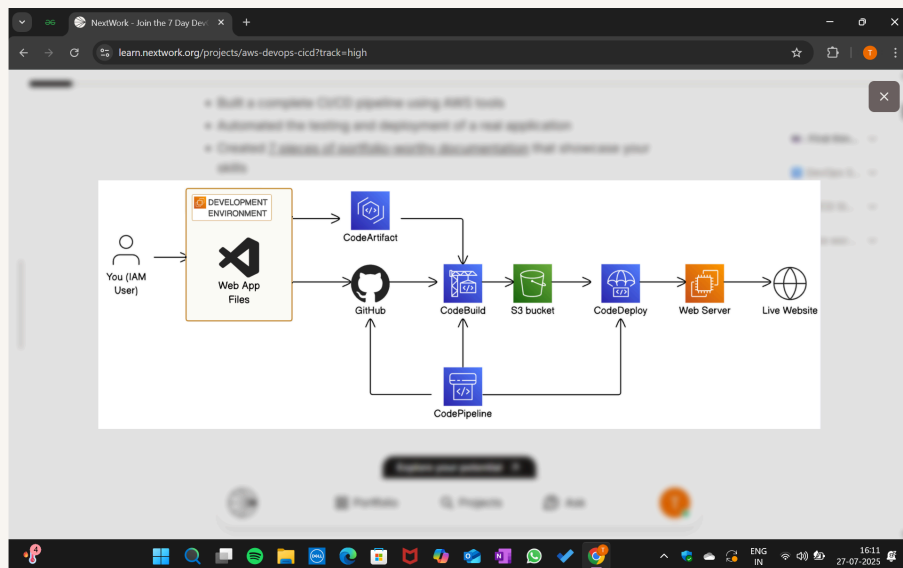 NextWork - Join the 7 Day Dev
learn.nextwork.org/projects/aws-devops-cicd?track=high
T
Built a complete CI/CD pipeline using AWS tools
Automated the testing and deployment of a real application
Created 7 pieces of portfolio-worthy documentation that showcase your
skills
DEVELOPMENT
ENVIRONMENT
Web App
Files
You (IAM
User)
CodeArtifact
GitHub
CodeBuild
S3 bucket
CodeDeploy
Web Server
Live Website
CodePipeline
Explore your potential
Portfolio
Projects
Ask
T
4
DELL
ENG
IN
16:11
27-07-2025